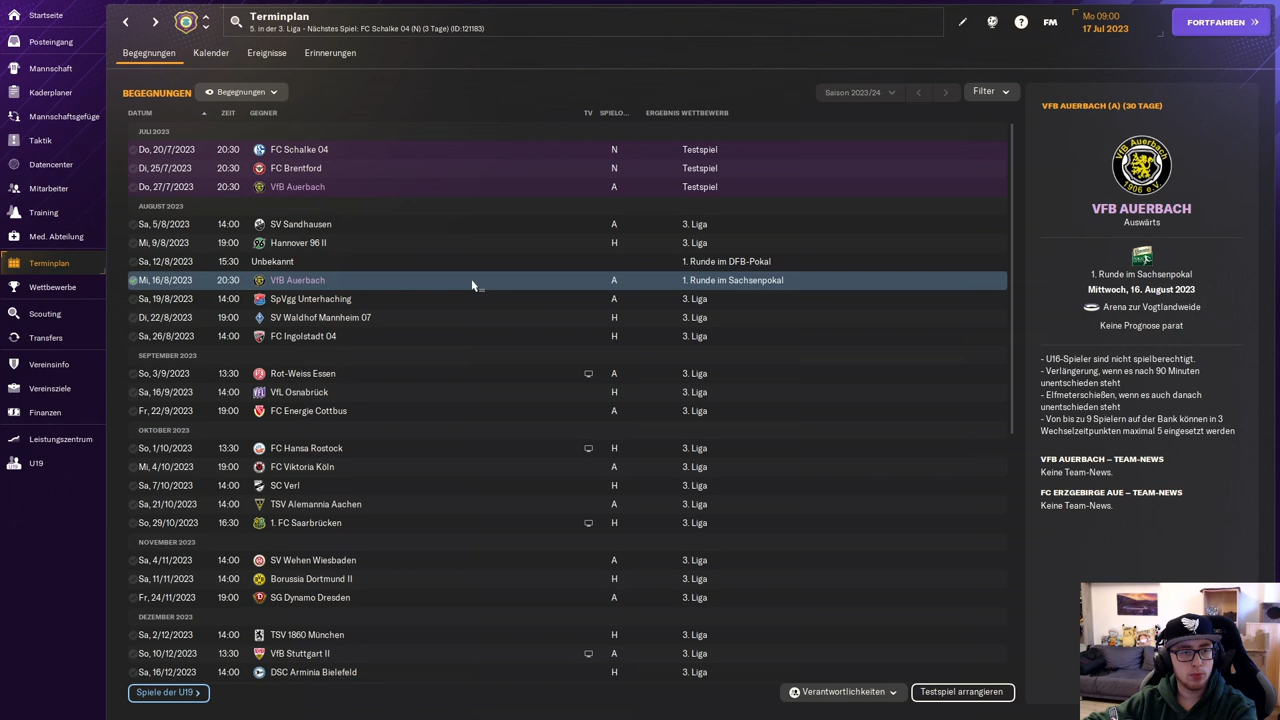 Startseite
Posteingang
Mannschaft
Kaderplaner
Mannschaftsgefüge
Taktik
Datencenter
Mitarbeiter
Training
Med. Abteilung
Terminplan
Wettbewerbe
Scouting
Transfers
Vereinsinfo
Vereinsziele
Finanzen
Leistungszentrum
U19
Terminplan
5. in der 3. Liga - Nächstes Spiel: FC Schalke 04 (N) (3 Tage) (ID:121183)
FM
Mo 09:00
17 Jul 2023
FORTFAHREN
Begegnungen Kalender Ereignisse Erinnerungen
BEGEGNUNGEN Begegnungen Saison 2023/24 Filter
DATUM ZEIT GEGNER TV SPIELO... ERGEBNIS WETTBEWERB
JULI 2023
Do, 20/7/2023 20:30 FC Schalke 04 N Testspiel
Di, 25/7/2023 20:30 FC Brentford N Testspiel
Do, 27/7/2023 20:30 VfB Auerbach A Testspiel
AUGUST 2023
Sa, 5/8/2023 14:00 SV Sandhausen A 3. Liga
Mi, 9/8/2023 19:00 Hannover 96 II H 3. Liga
Sa, 12/8/2023 15:30 Unbekannt 1. Runde im DFB-Pokal
Mi, 16/8/2023 20:30 VfB Auerbach A 1. Runde im Sachsenpokal
Sa, 19/8/2023 14:00 SpVgg Unterhaching A 3. Liga
Di, 22/8/2023 19:00 SV Waldhof Mannheim 07 H 3. Liga
Sa, 26/8/2023 14:00 FC Ingolstadt 04 H 3. Liga
SEPTEMBER 2023
So, 3/9/2023 13:30 Rot-Weiss Essen A 3. Liga
Sa, 16/9/2023 14:00 VfL Osnabrück H 3. Liga
Fr, 22/9/2023 19:00 FC Energie Cottbus A 3. Liga
OKTOBER 2023
So, 1/10/2023 13:30 FC Hansa Rostock H 3. Liga
Mi, 4/10/2023 19:00 FC Viktoria Köln A 3. Liga
Sa, 7/10/2023 14:00 SC Verl H 3. Liga
Sa, 21/10/2023 14:00 TSV Alemannia Aachen A 3. Liga
So, 29/10/2023 16:30 1. FC Saarbrücken H 3. Liga
NOVEMBER 2023
Sa, 4/11/2023 14:00 SV Wehen Wiesbaden A 3. Liga
Sa, 11/11/2023 14:00 Borussia Dortmund II H 3. Liga
Fr, 24/11/2023 19:00 SG Dynamo Dresden A 3. Liga
DEZEMBER 2023
Sa, 2/12/2023 14:00 TSV 1860 München H 3. Liga
So, 10/12/2023 13:30 VfB Stuttgart II A 3. Liga
Sa, 16/12/2023 14:00 DSC Arminia Bielefeld H 3. Liga
Spiele der U19 Verantwortlichkeiten Testspiel arrangieren
VFB AUERBACH (A) (30 TAGE)
VfB Auerbach
1906 e.V.
VFB AUERBACH
Auswärts
1. Runde im Sachsenpokal
Mittwoch, 16. August 2023
Arena zur Vogtlandweide
Keine Prognose parat
- U16-Spieler sind nicht spielberechtigt.
- Verlängerung, wenn es nach 90 Minuten
unentschieden steht
- Elfmeterschießen, wenn es auch danach
unentschieden steht
- Von bis zu 9 Spielern auf der Bank können in 3
Wechselzeitpunkten maximal 5 eingesetzt werden
VFB AUERBACH – TEAM-NEWS
Keine Team-News.
FC ERZGEBIRGE AUE – TEAM-NEWS
Keine Team-News.